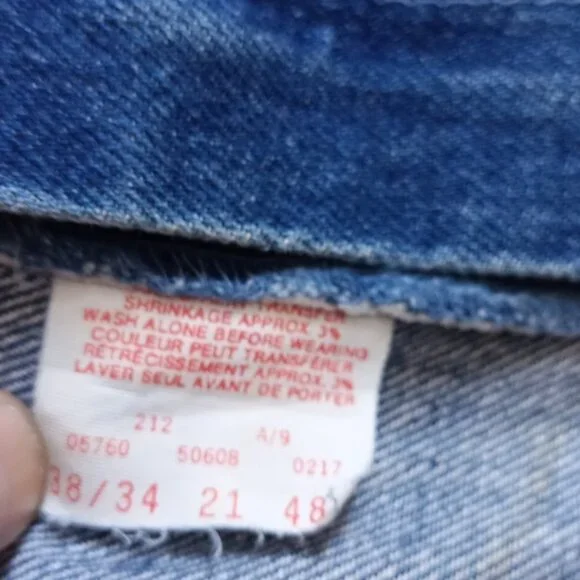 TRANSFER
SHRINKAGE APPROX 3%
WASH ALONE BEFORE WEARING
COULEUR PEUT TRANSFÉRER
RÉTRÉCISSEMENT APPROX. 3%
LAVER SEUL AVANT DE PORTER
212 A/9
05760 50608 0217
38/34 21 48